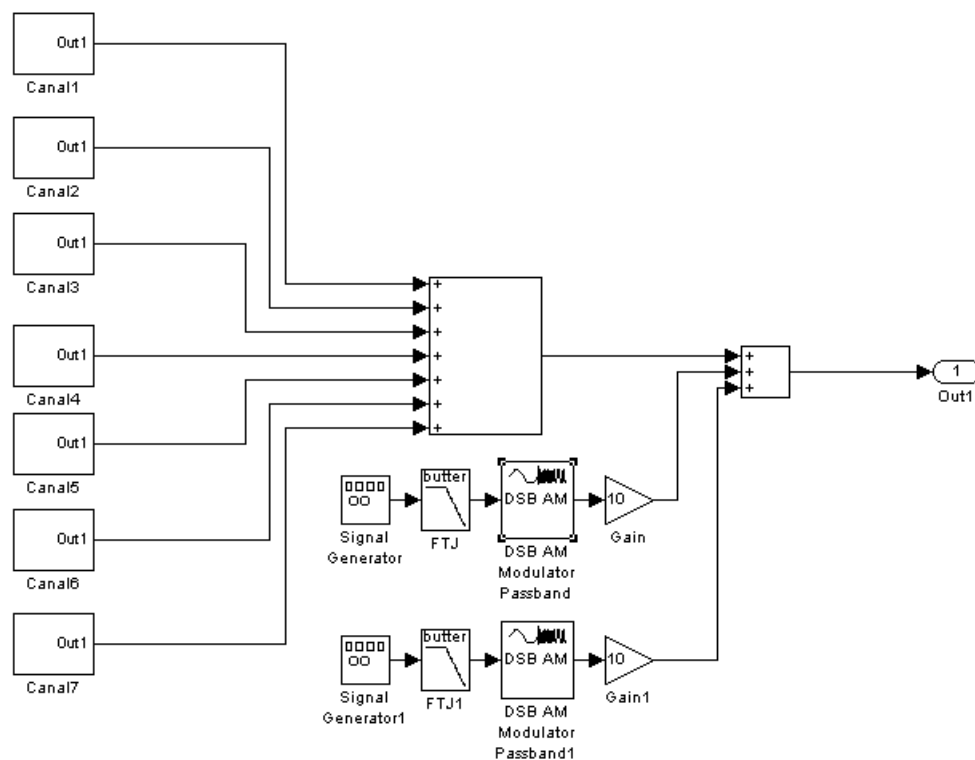 Out1
Canal1
Out1
Canal2
Out1
Canal3
Out1
Canal4
Out1
Canal5
Out1
Canal6
Out1
Canal7
+
+
+
+
+
+
+
+
+
+
1
Out1
Signal
Generator
butter
FTJ
DSB AM
DSB AM
Modulator
Passband
10
Gain
Signal
Generator1
butter
FTJ1
DSB AM
DSB AM
Modulator
Passband1
10
Gain1